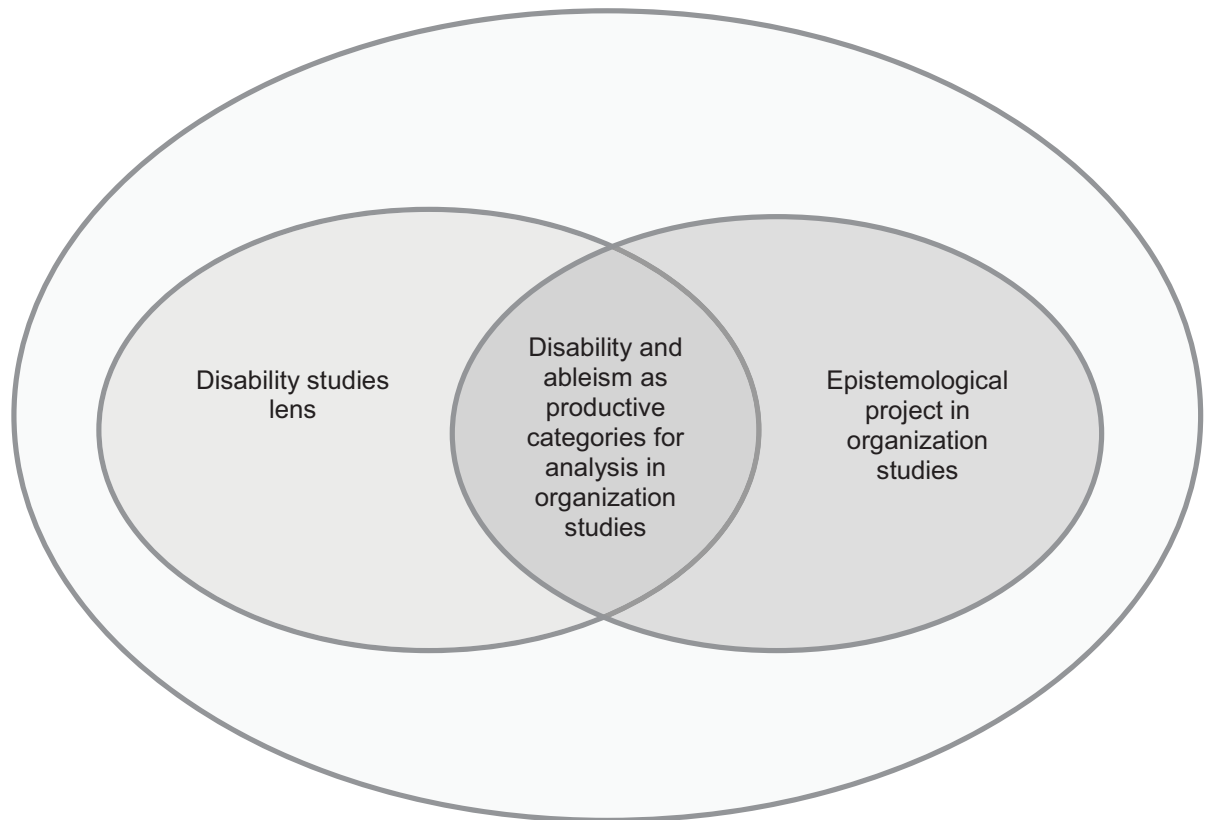 Disability studies
lens
Disability and
ableism as
productive
categories for
analysis in
organization
studies
Epistemological
project in
organization
studies